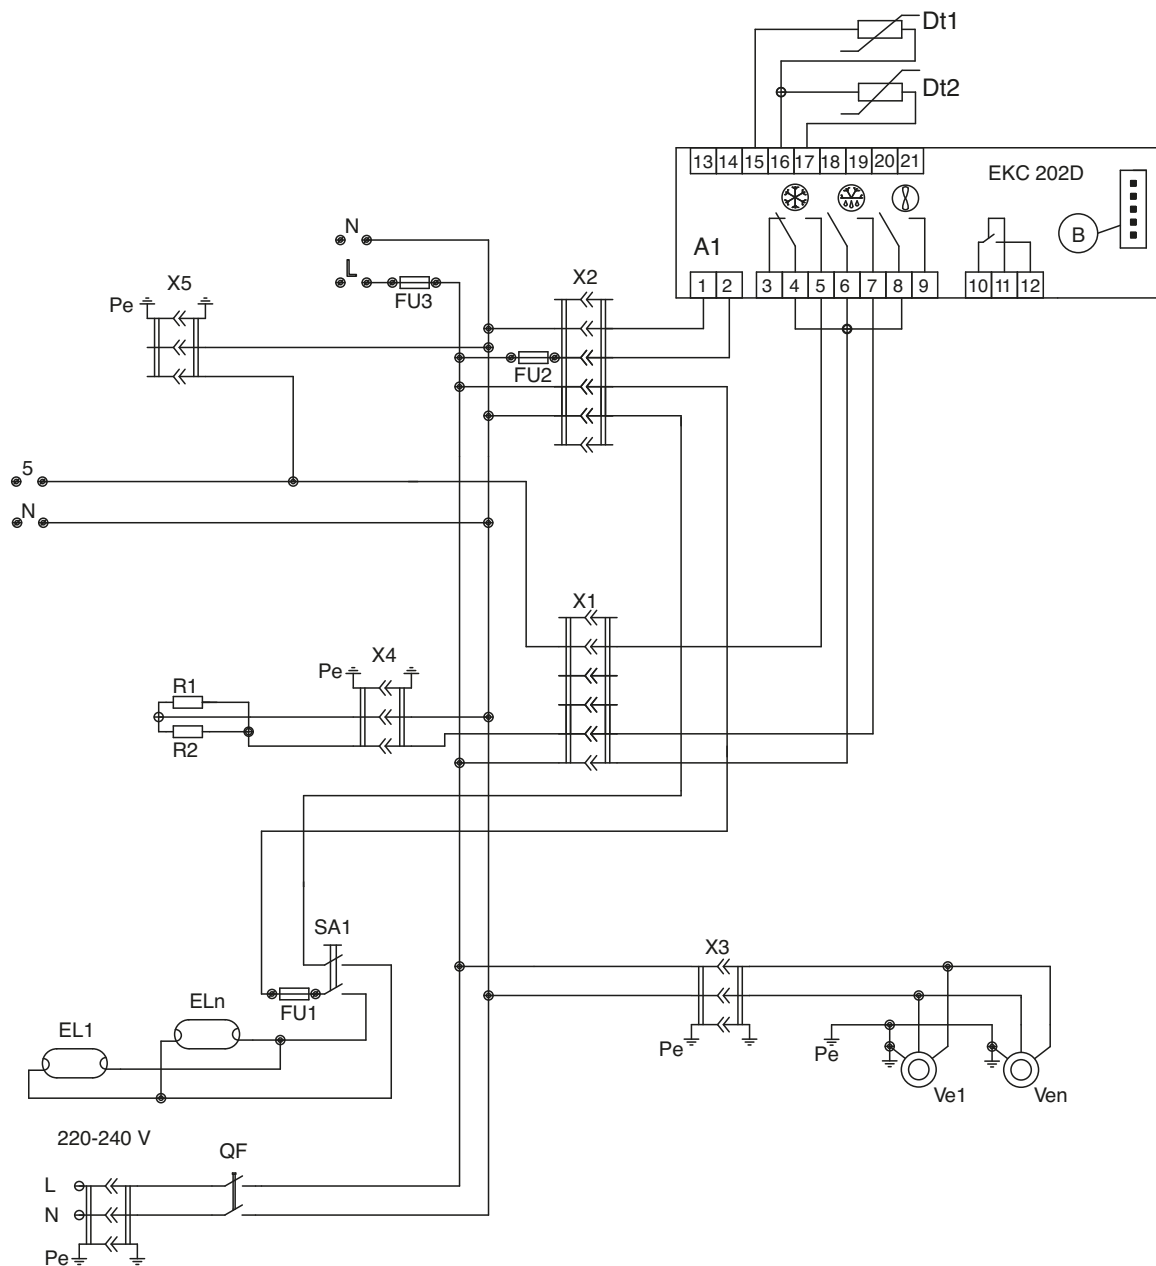 Dt1
Dt2
13 14 15 16 17 18 19 20 21
EKC 202D
B
A1
1 2 3 4 5 6 7 8 9 10 11 12
N
L
FU3
X5
Pe
X2
FU2
5
N
X1
Pe
X4
R1
R2
SA1
FU1
ELn
EL1
X3
Pe
Pe
Ve1
Ven
220-240 V
QF
L
N
Pe